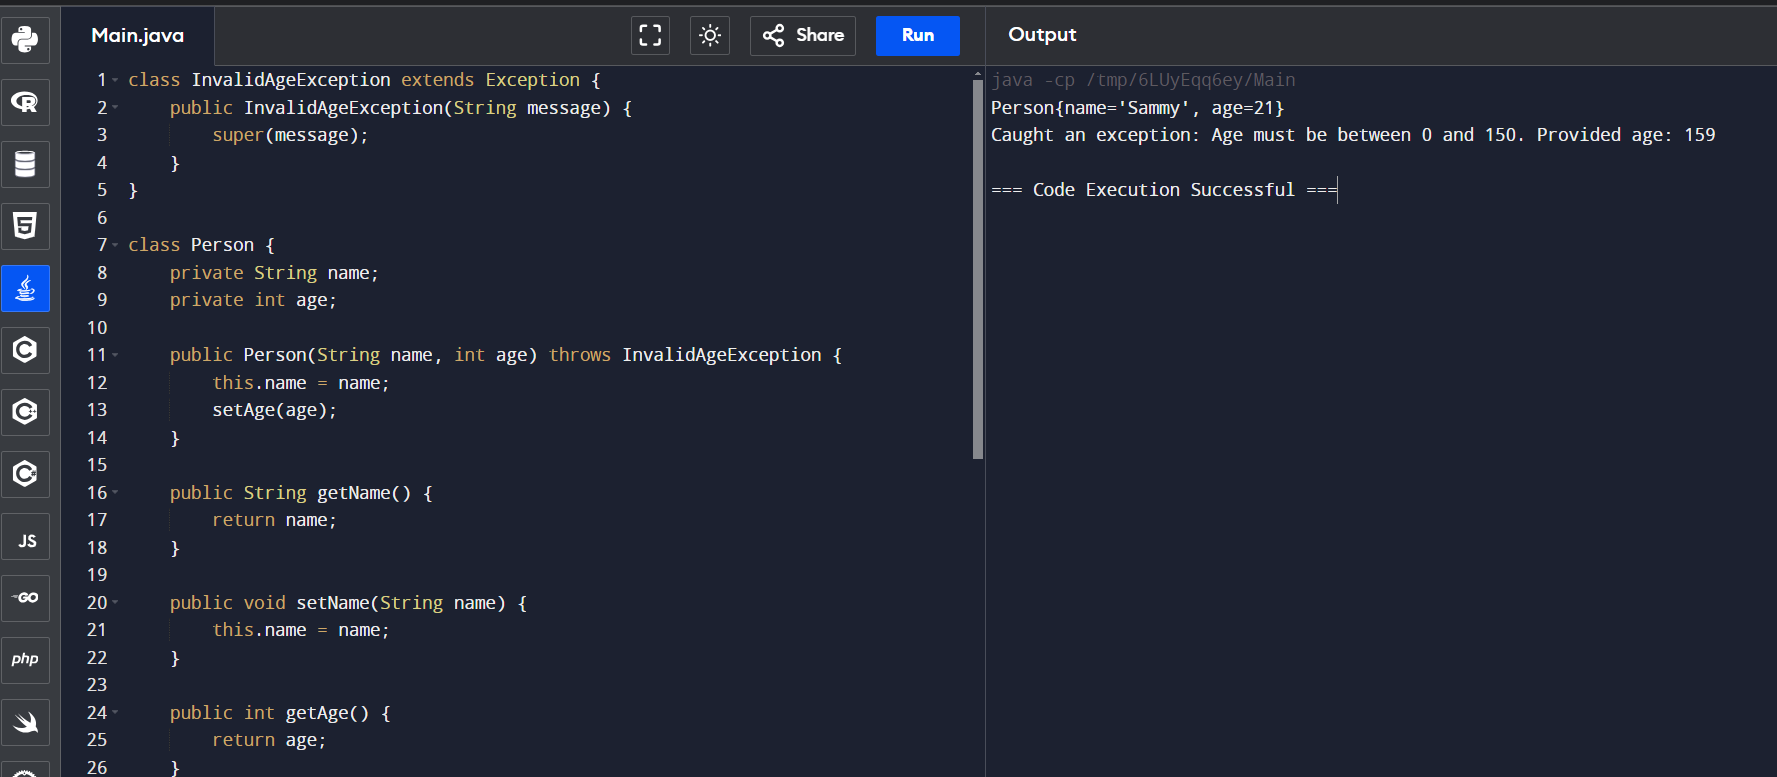 Main.java
Share
Run
Output
1 class InvalidAgeException extends Exception {
2     public InvalidAgeException(String message) {
3         super(message);
4     }
5 }
6
7 class Person {
8     private String name;
9     private int age;
10
11     public Person(String name, int age) throws InvalidAgeException {
12         this.name = name;
13         setAge(age);
14     }
15
16     public String getName() {
17         return name;
18     }
19
20     public void setName(String name) {
21         this.name = name;
22     }
23
24     public int getAge() {
25         return age;
26     }
java -cp /tmp/6LUyEqq6ey/Main
Person{name='Sammy', age=21}
Caught an exception: Age must be between 0 and 150. Provided age: 159
=== Code Execution Successful ===
R
5
C
C++
C#
JS
GO
php